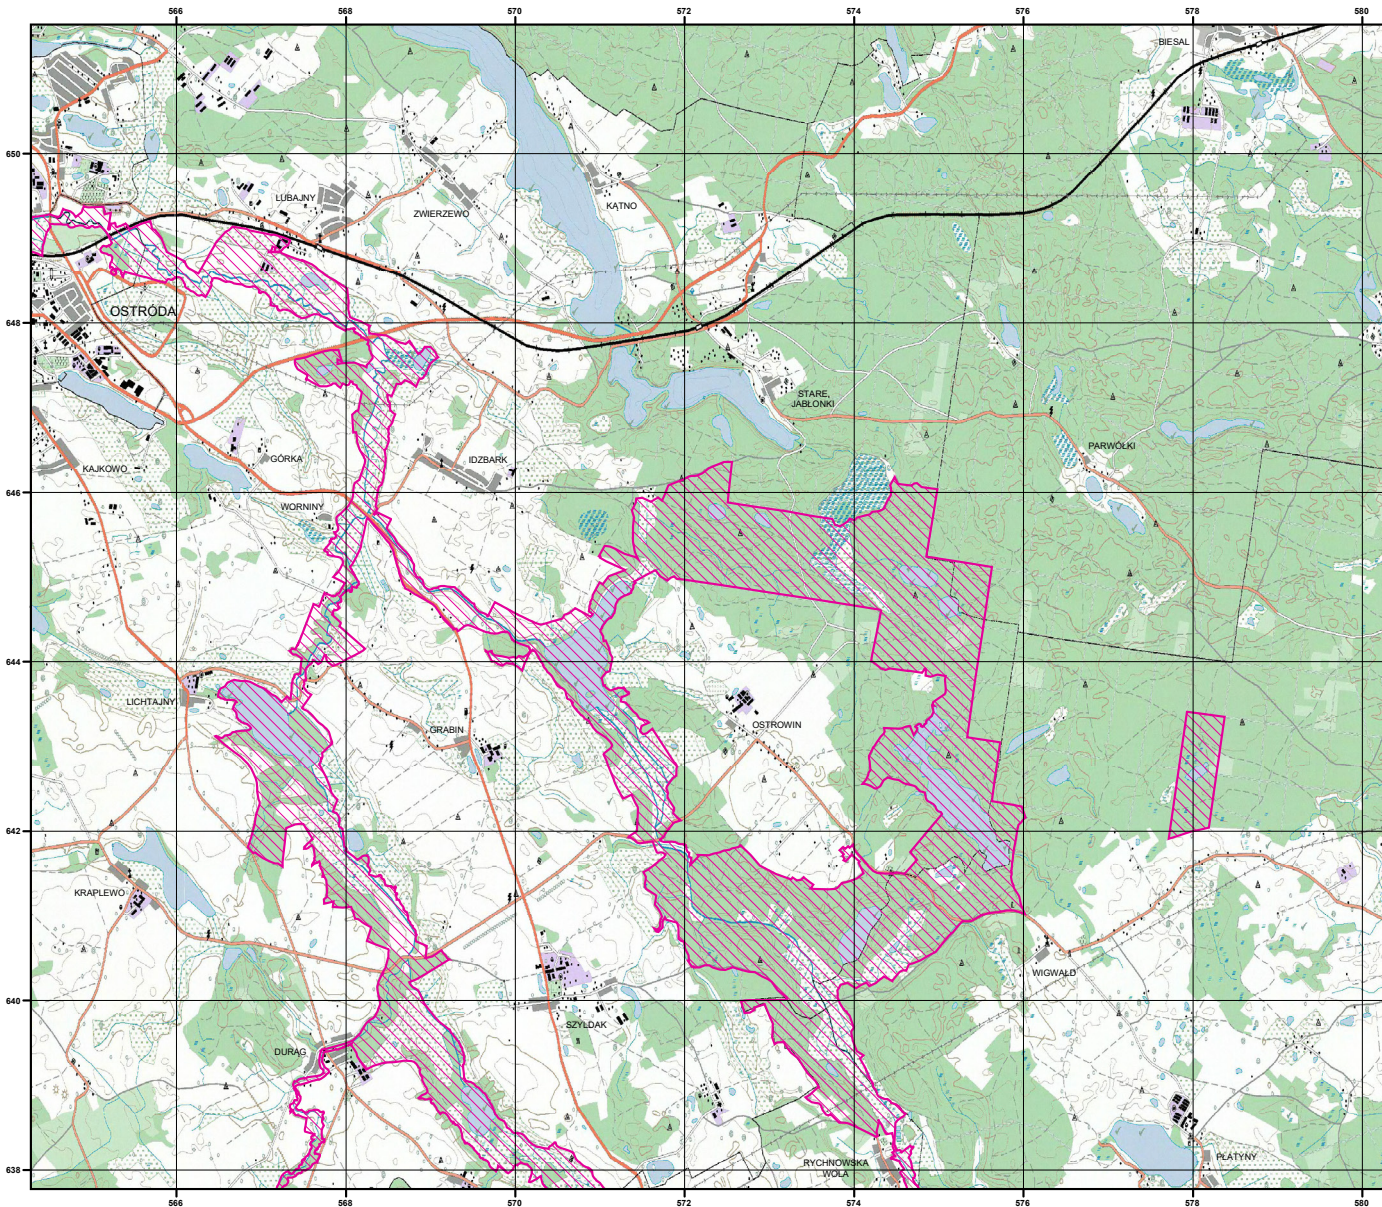 566 568 570 572 574 576 578 580
BIESAL
650
LUBAJNY
ZWIERZEWO
KĄTNO
OSTRÓDA
648
STARE,
JABŁONKI
GÓRKA
KAJKOWO
IDZBARK
PARWÓŁKI
646
WORNINY
644
LICHTAJNY
GRABIN
OSTROWIN
642
KRAPLEWO
WIGWAŁD
640
SZYLDAK
DURĄG
638
RYCHNOWSKA
WOLA
PŁATYNY
566 568 570 572 574 576 578 580